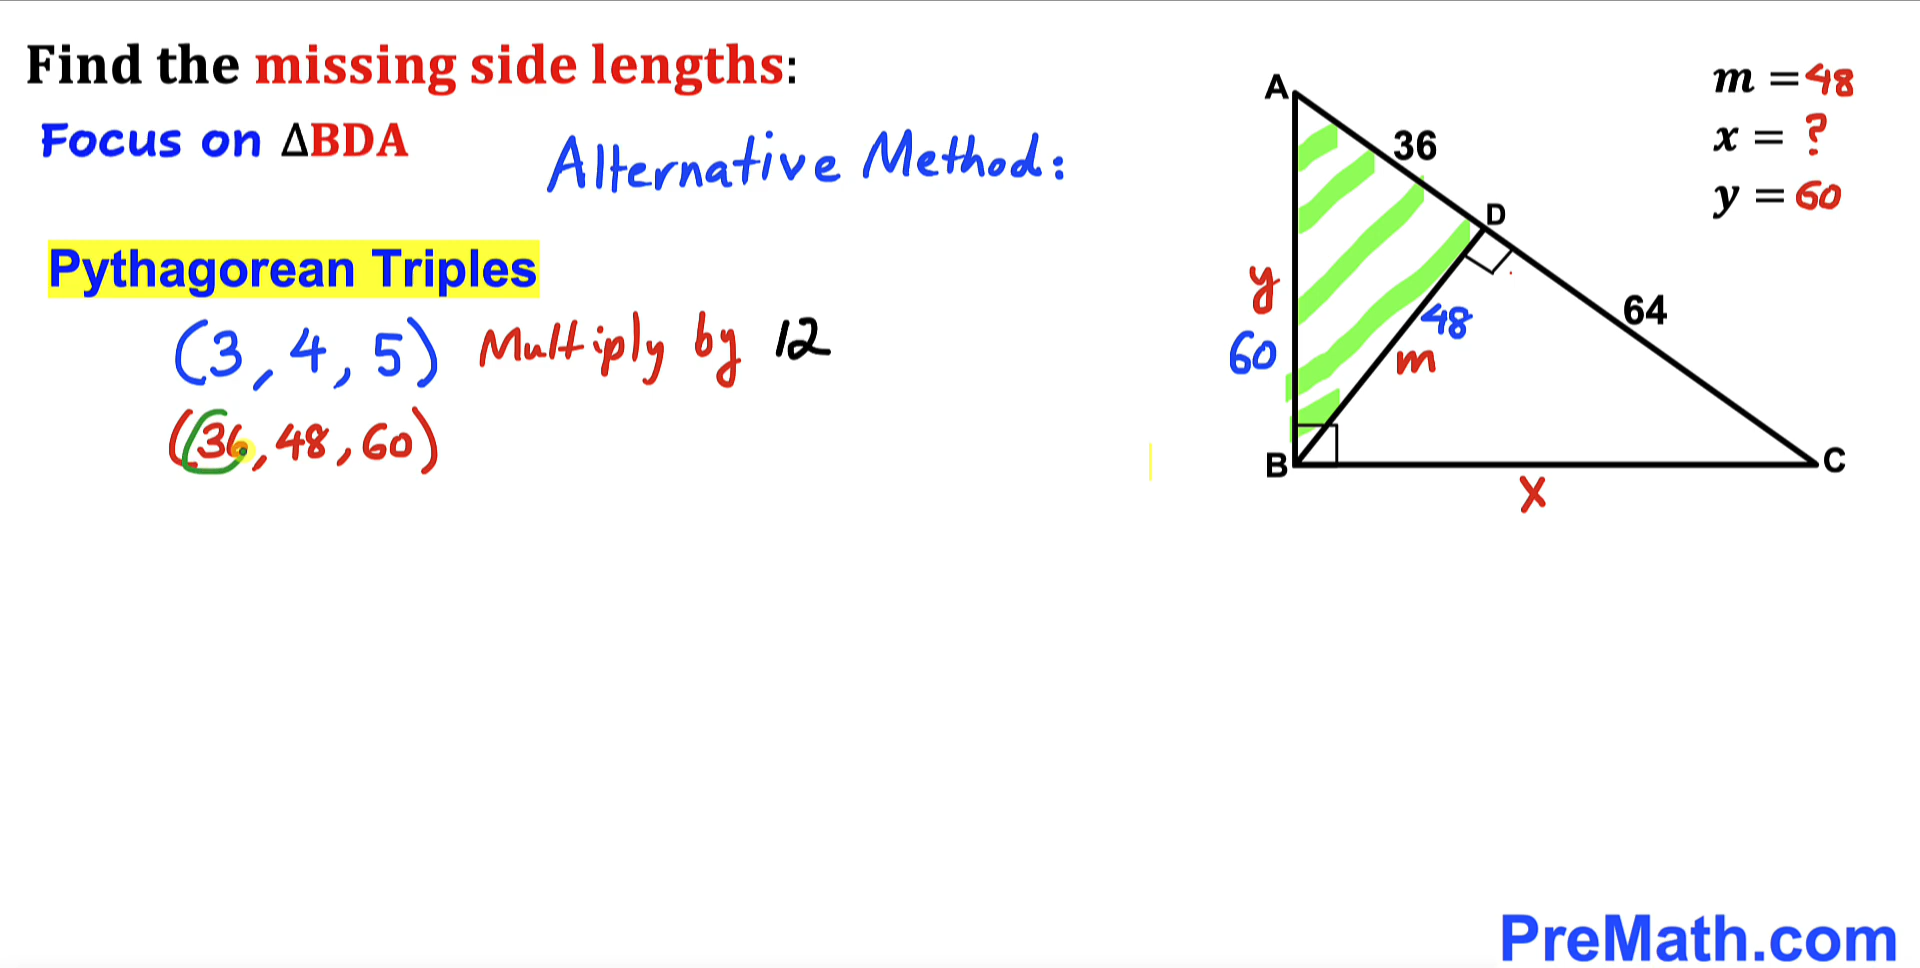 Find the missing side lengths:
Focus on ΔBDA
Alternative Method:
Pythagorean Triples
(3, 4, 5) Multiply by 12
(36, 48, 60)
A
36
D
y
60
48
m
64
B
C
x
m = 48
x = ?
y = 60
PreMath.com